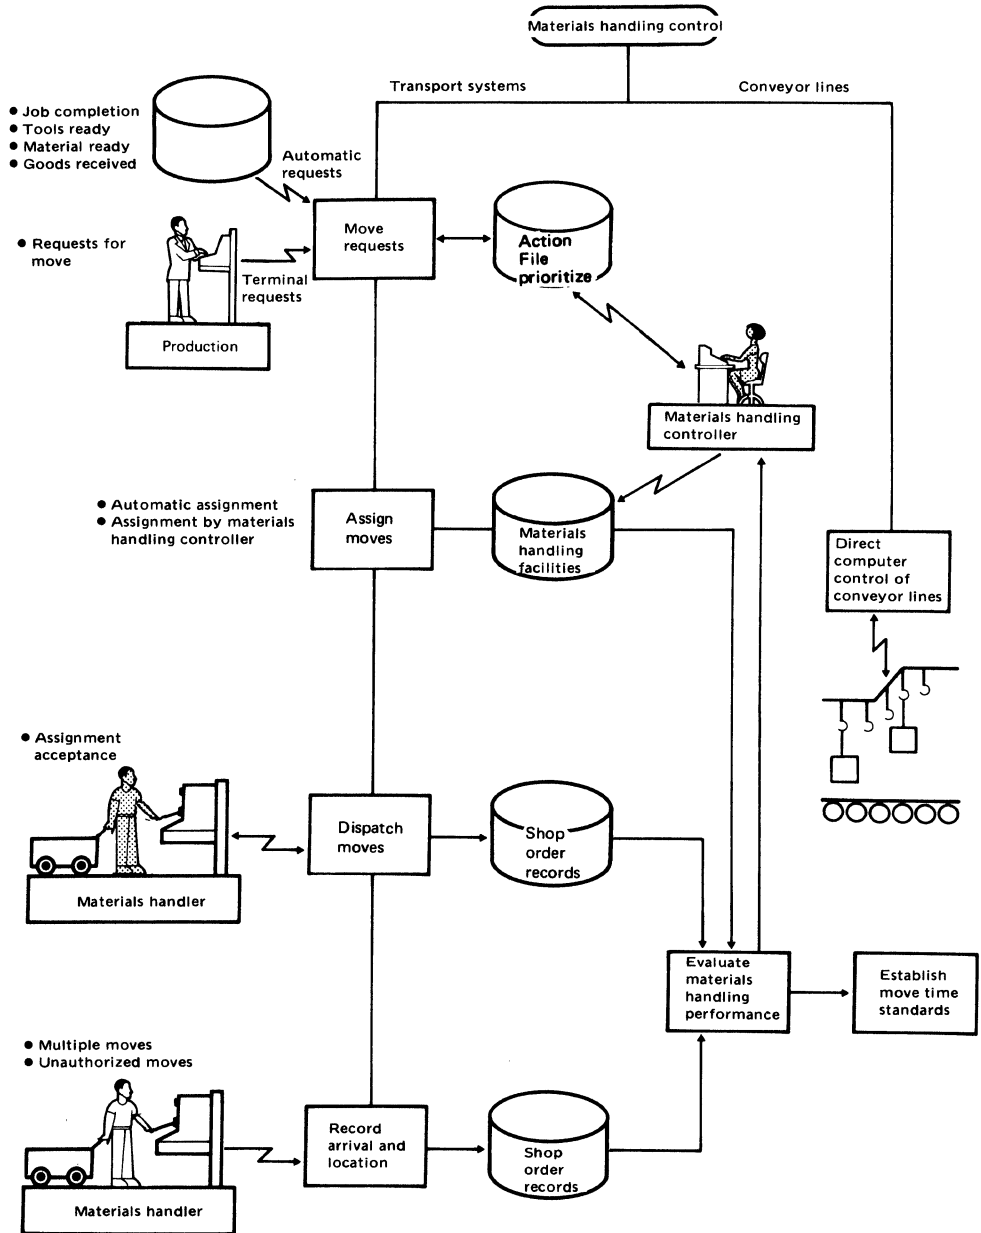 Materials handling control
Transport systems
Conveyor lines
● Job completion
● Tools ready
● Material ready
● Goods received
Automatic
requests
Move
requests
Action
File
prioritize
● Requests for
move
Terminal
requests
Production
Materials handling
controller
● Automatic assignment
● Assignment by materials
handling controller
Assign
moves
Materials
handling
facilities
Direct
computer
control of
conveyor lines
● Assignment
acceptance
Dispatch
moves
Shop
order
records
Materials handler
Evaluate
materials
handling
performance
Establish
move time
standards
● Multiple moves
● Unauthorized moves
Record
arrival and
location
Shop
order
records
Materials handler